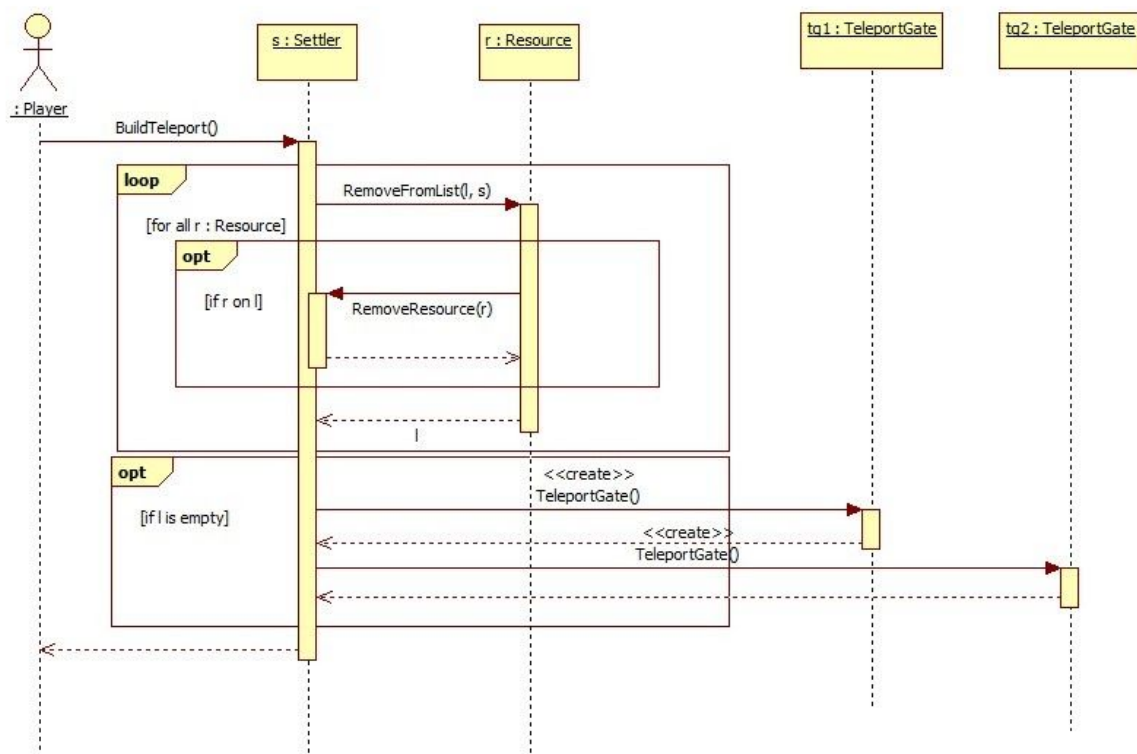 : Player
s : Settler
r : Resource
tg1 : TeleportGate
tg2 : TeleportGate
BuildTeleport()
loop
[for all r : Resource]
RemoveFromList(l, s)
opt
[if r on l]
RemoveResource(r)
l
opt
[if l is empty]
<<create>>
TeleportGate()
<<create>>
TeleportGate()